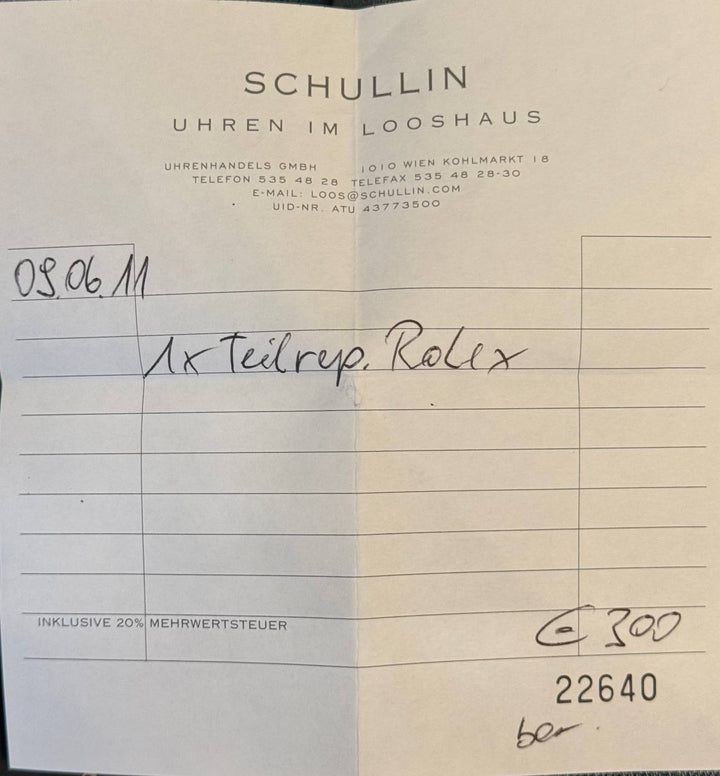 SCHULLIN
UHREN IM LOOSHAUS
UHRENHANDELS GMBH 1010 WIEN KOHLMARKT 18
TELEFON 535 48 28 TELEFAX 535 48 28-30
E-MAIL: LOOS@SCHULLIN.COM
UID-NR. ATU 43773500
09.06.11
1x Teilrep. Rolex
INKLUSIVE 20% MEHRWERTSTEUER
€ 300
22640
bar.